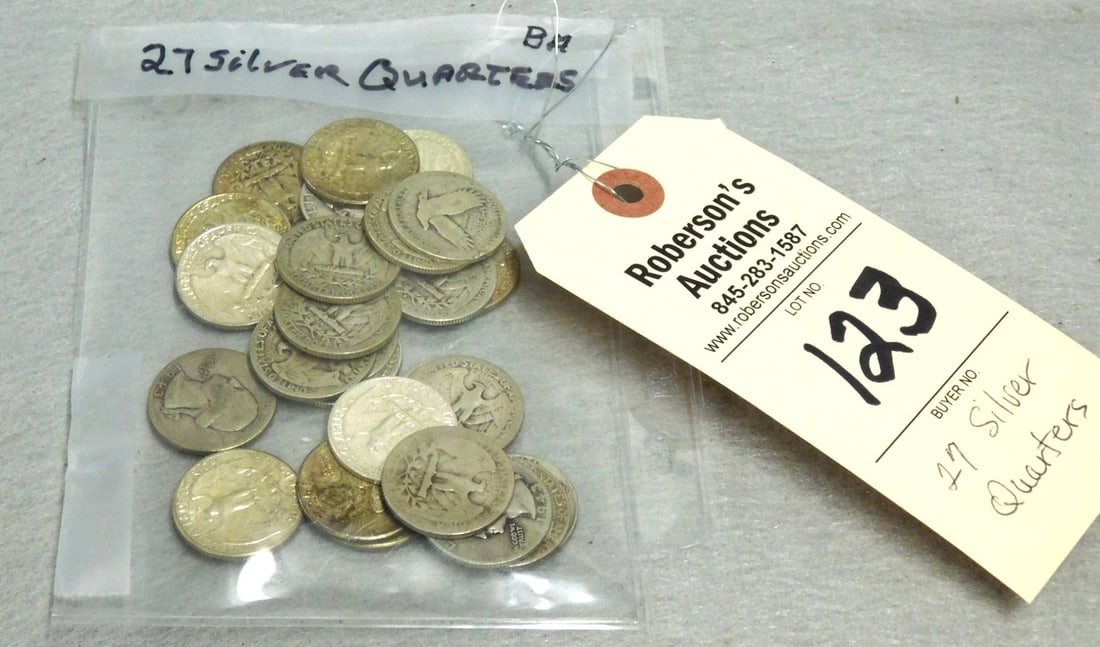 BA
27 SILVER QUARTERS
Roberson's
Auctions
845-283-1587
www.robersonsauctions.com
LOT NO.
123
BUYER NO.
27 Silver
Quarters